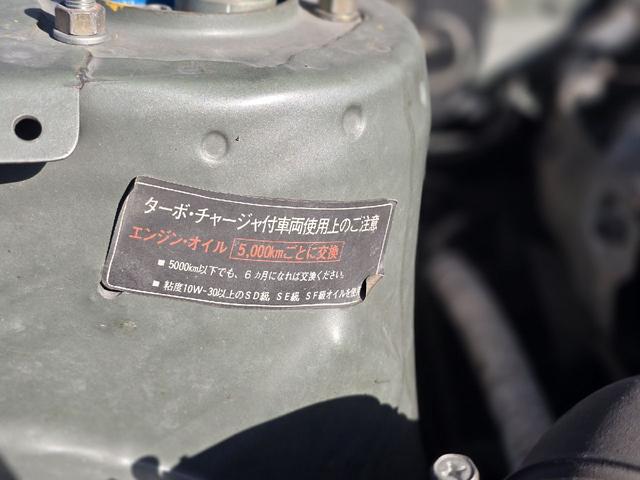 ターボ・チャージャ付車両使用上のご注意
エンジン・オイル 5,000kmごとに交換
■ 5000km以下でも、6ヵ月になれば交換ください。
■ 粘度10W-30以上のSD級, SE級, SF級オイルを使